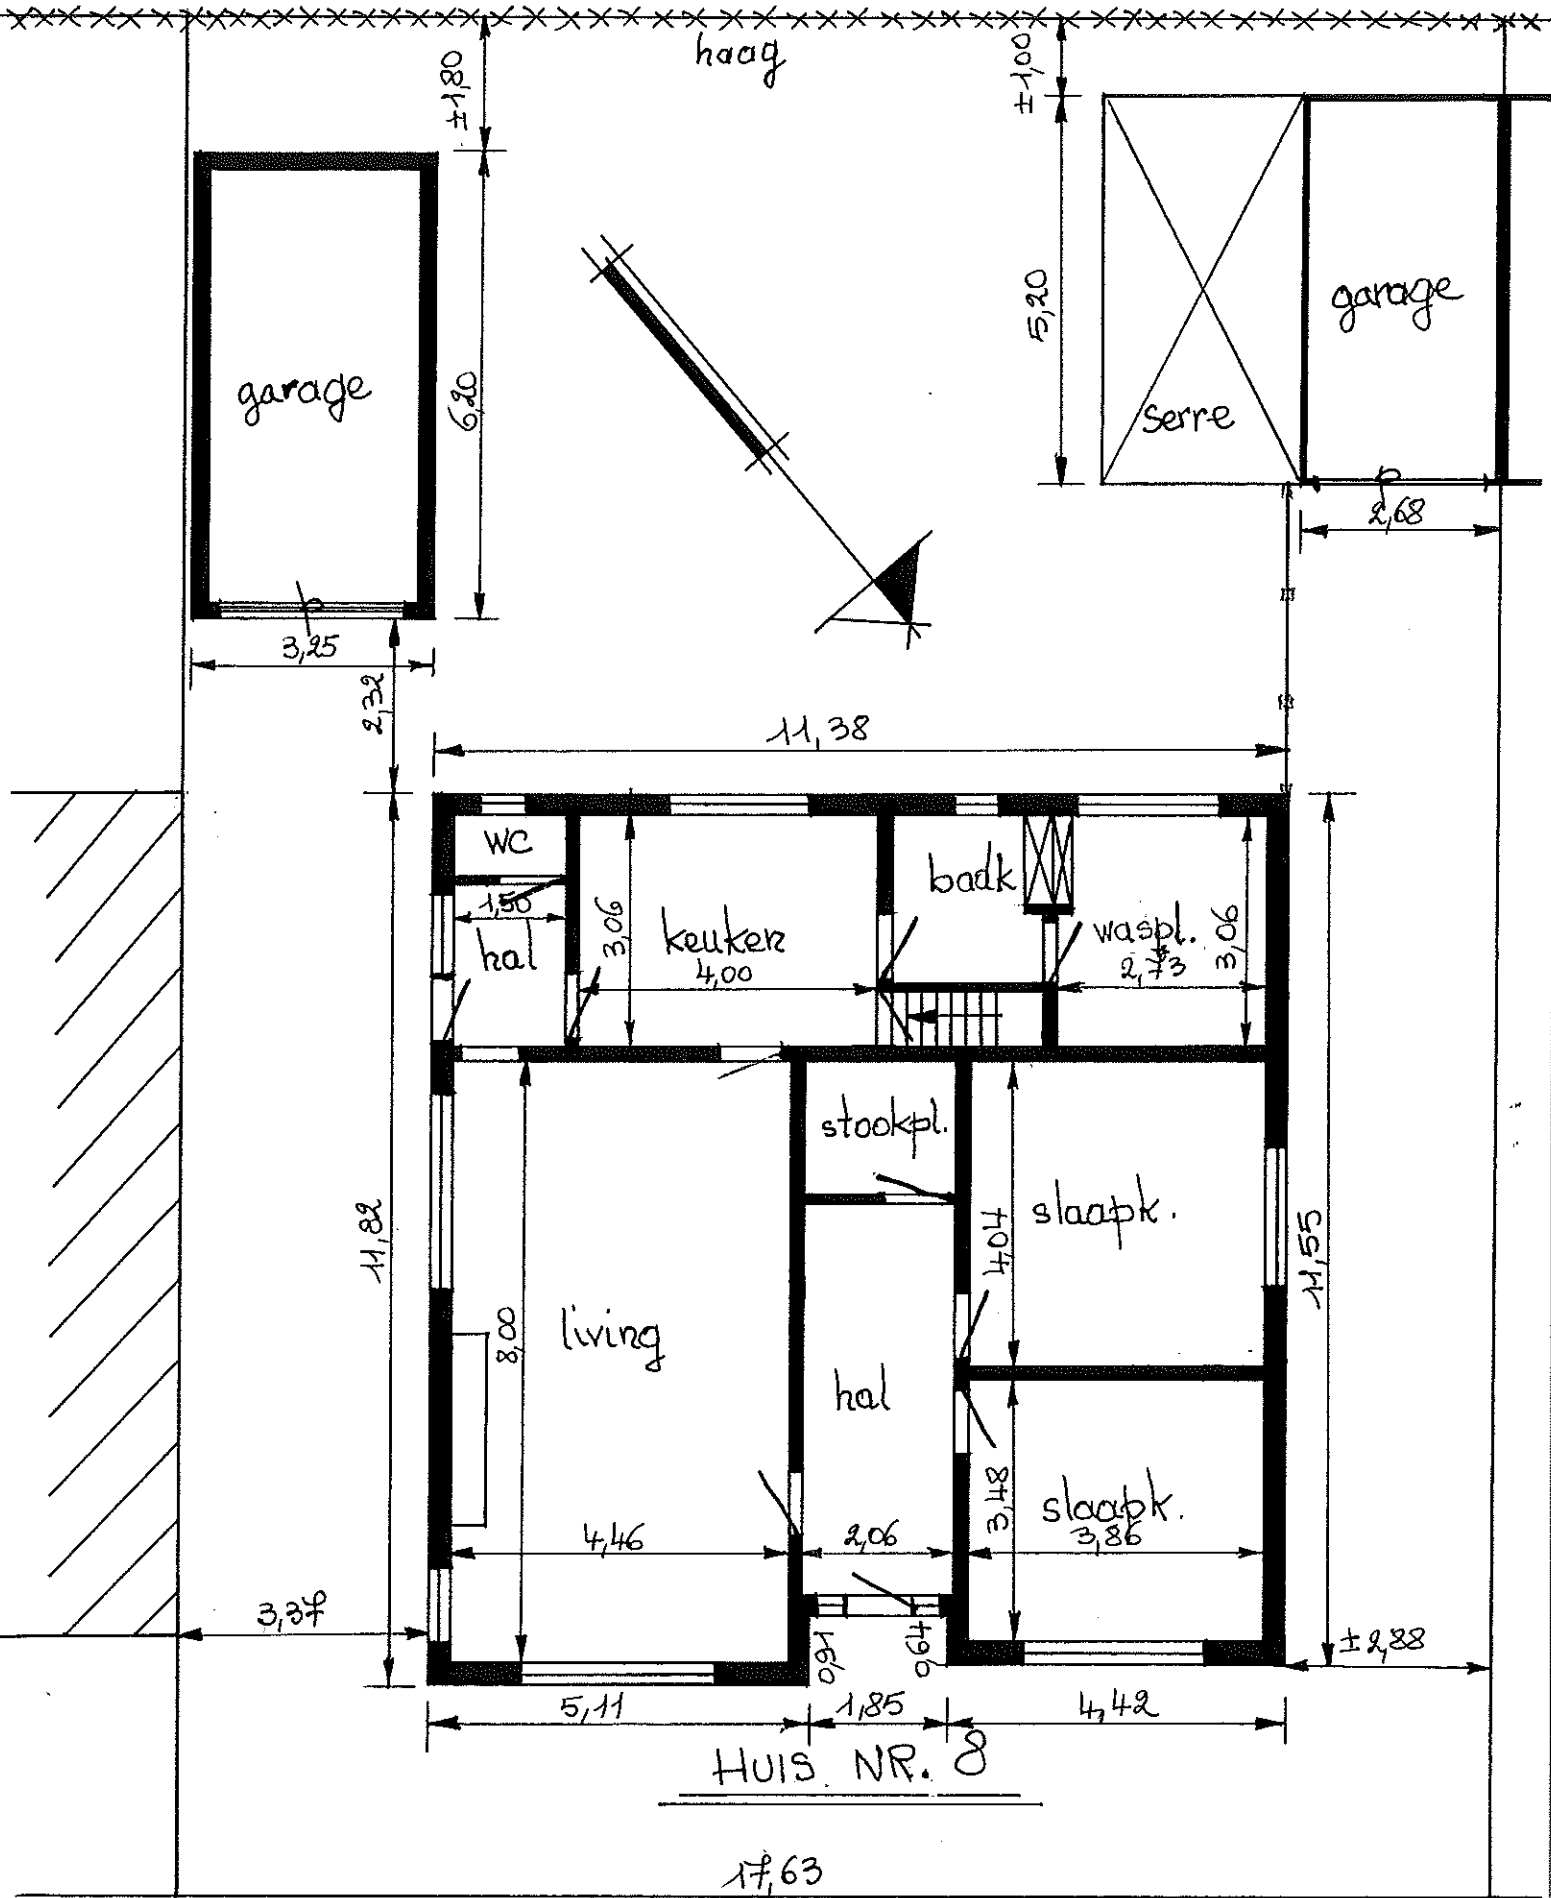 haag
±1,80
±1,00
garage
6,20
5,20
garage
serre
2,68
3,25
2,32
11,38
wc
1,50
hal
3,06
keuken
4,00
badk
waspl.
2,73
3,06
stookpl.
slaapk.
4,04
11,82
11,55
living
8,00
hal
3,48
slaapk.
3,86
4,46
2,06
3,37
0,91
0,64
±2,88
5,11
1,85
4,42
HUIS NR. 8
17,63